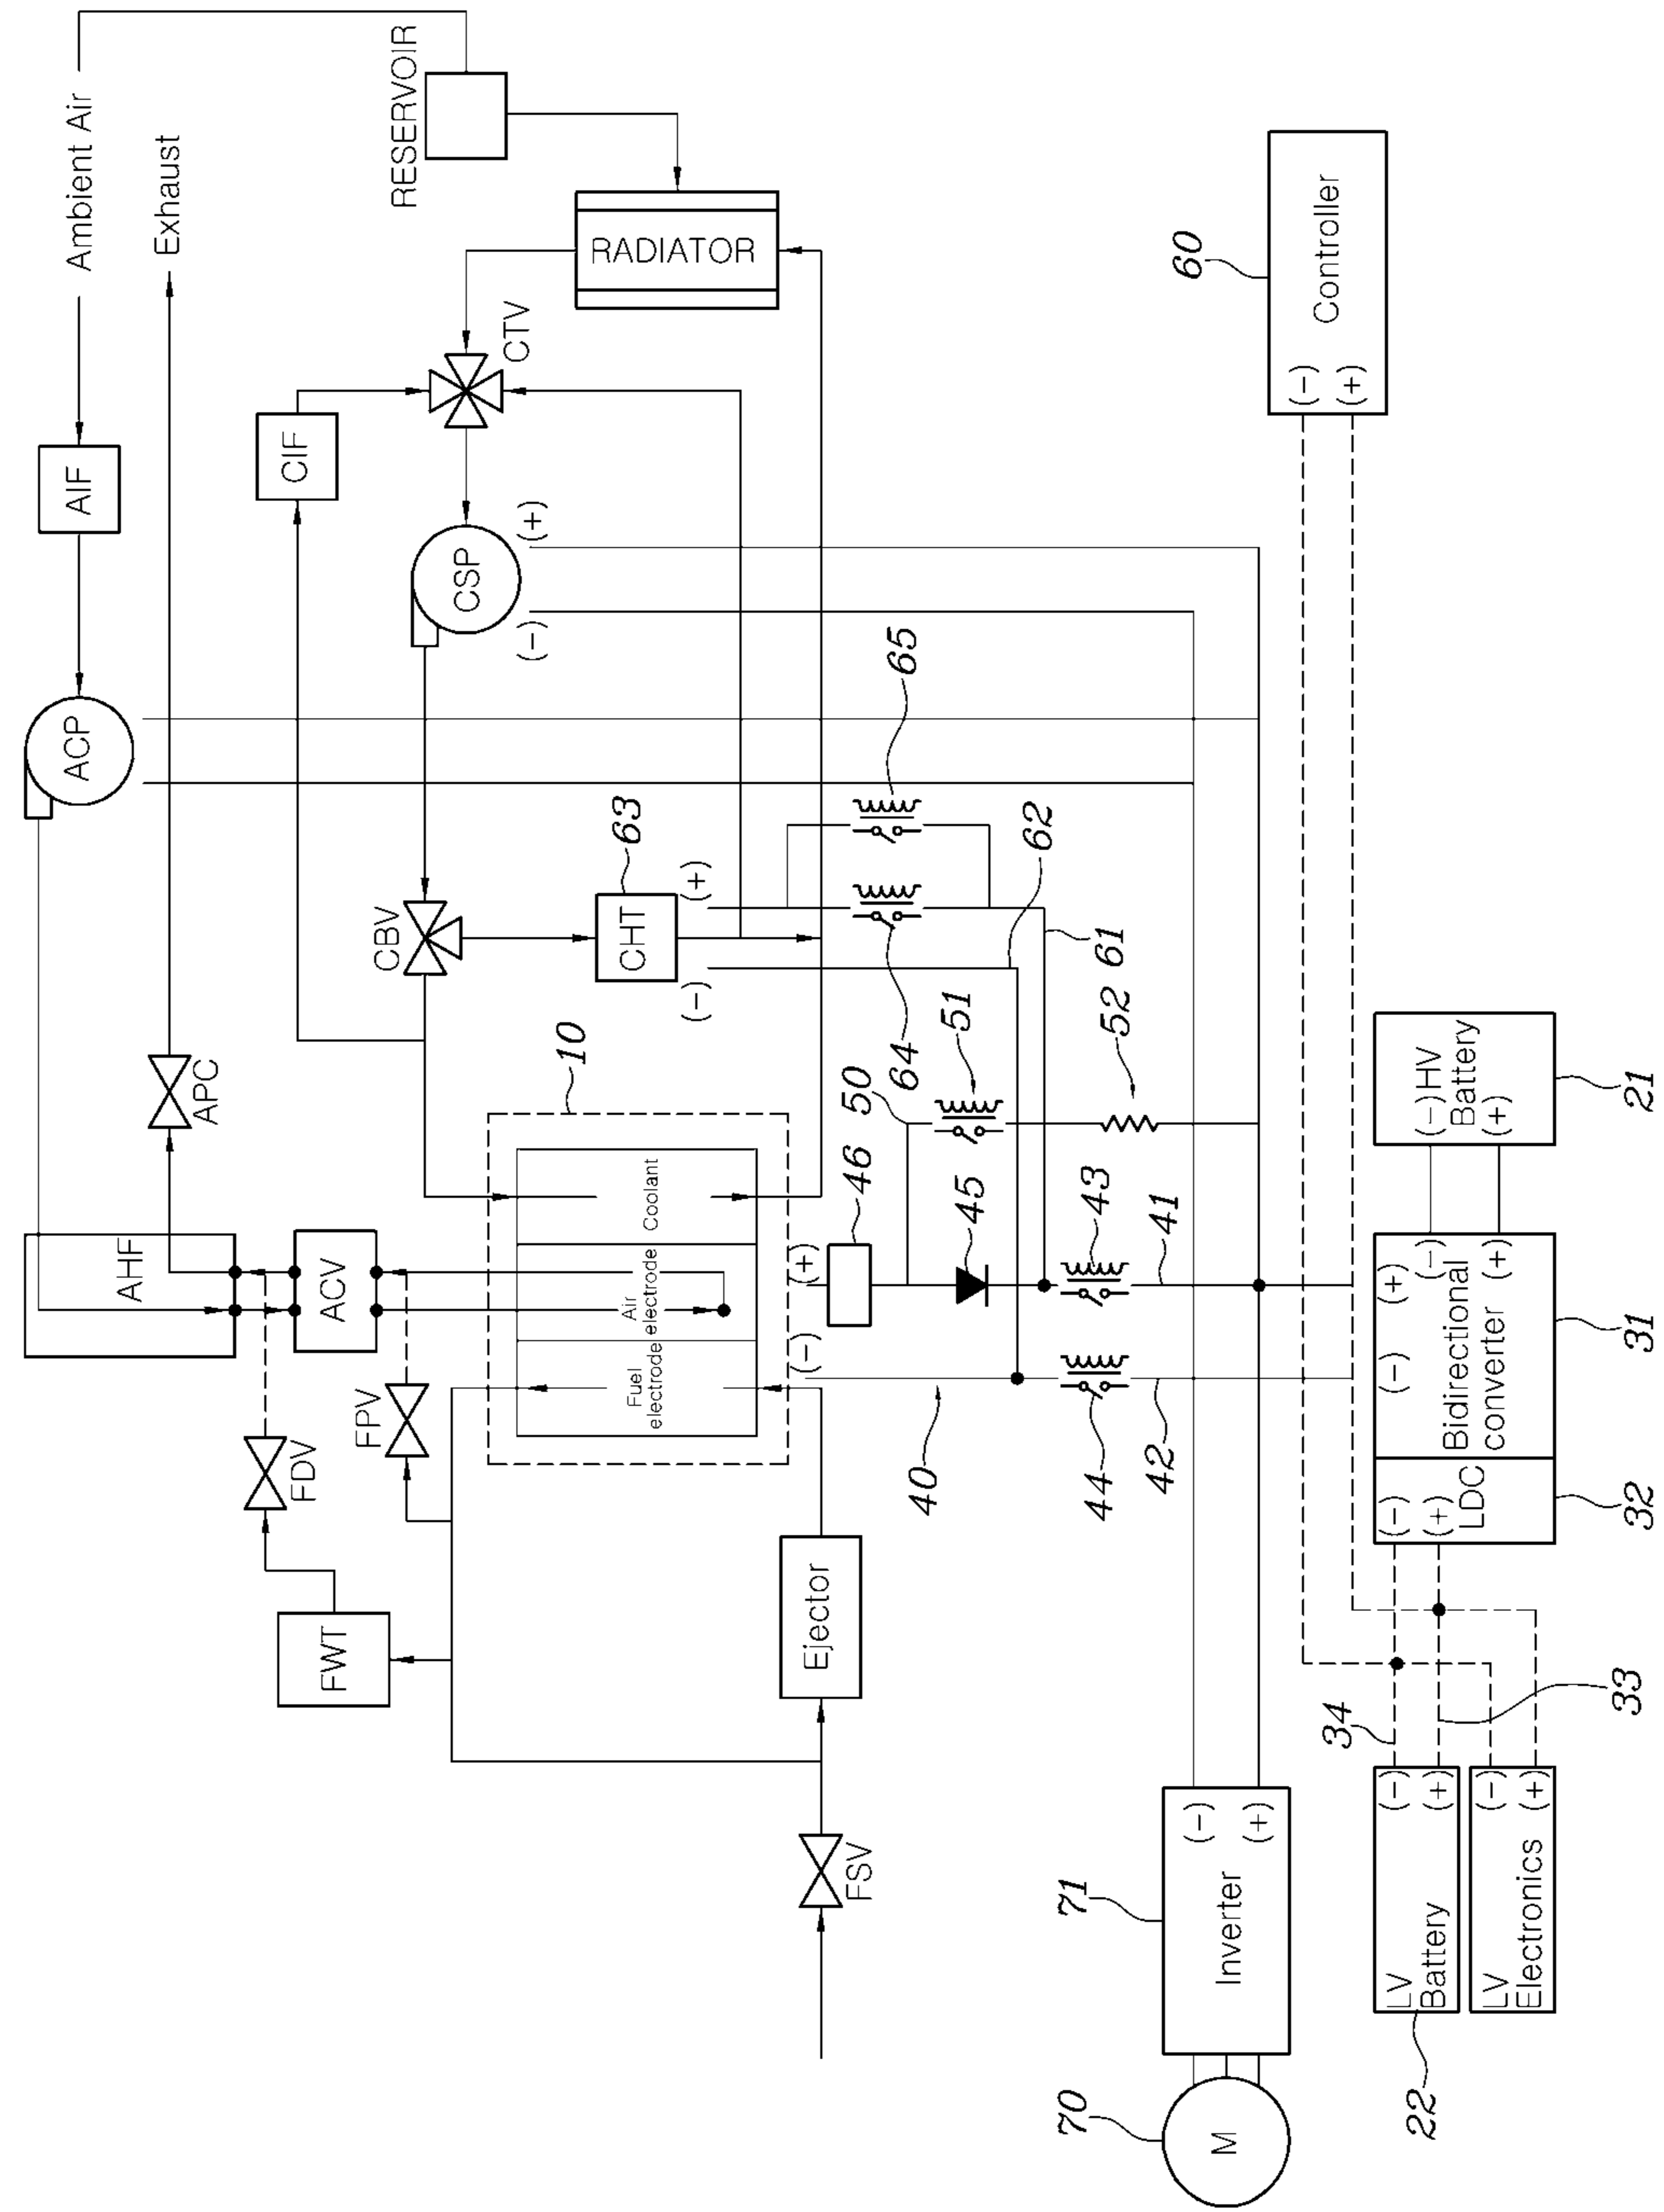 Ambient Air
Exhaust
RESERVOIR
RADIATOR
CTV
CIF
AIF
CSP
(+)
(-)
ACP
CBV
CHT
63
(+)
(-)
65
64
62
61
60
Controller
(-)
(+)
APC
AHF
ACV
FDV
FPV
FWT
10
Coolant
Air
electrode
Fuel
electrode
(+)
(-)
46
50
51
52
45
43
41
44
42
40
Ejector
FSV
(-) HV
Battery
(+)
21
(+)
(-)
(-)
(+)
Bidirectional
converter
31
(-)
(+)
LDC
32
34
33
71
Inverter
(-)
(+)
70
M
LV
Battery
(-)
(+)
22
LV
Electronics
(-)
(+)